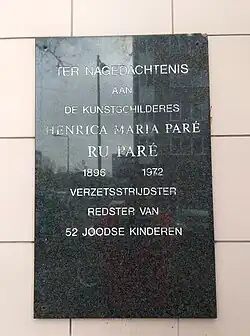 TER NAGEDACHTENIS
AAN
DE KUNSTSCHILDERES
HENRICA MARIA PARÉ
RU PARÉ
1896 1972
VERZETSSTRIJDSTER
REDSTER VAN
52 JOODSE KINDEREN